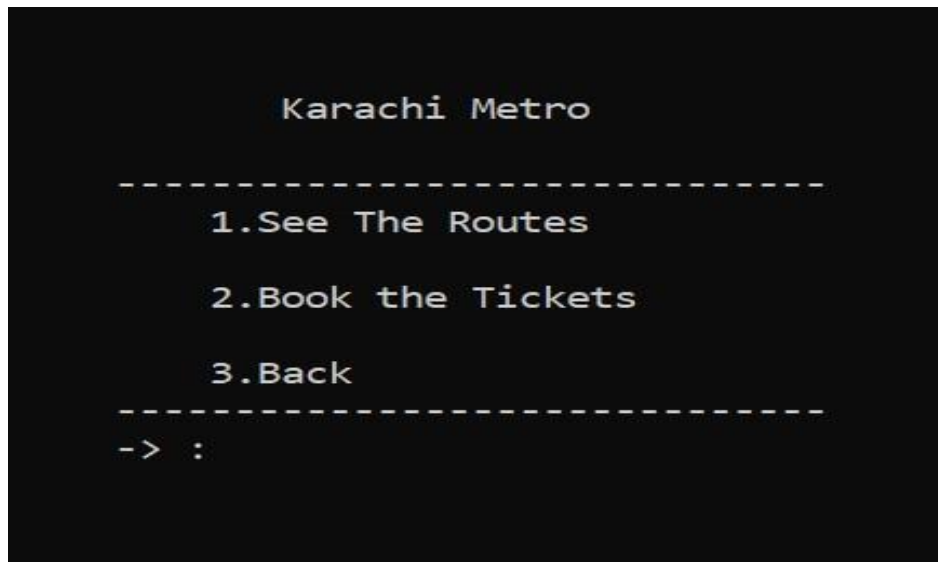 Karachi Metro
------------------------------
1.See The Routes
2.Book the Tickets
3.Back
------------------------------
-> :